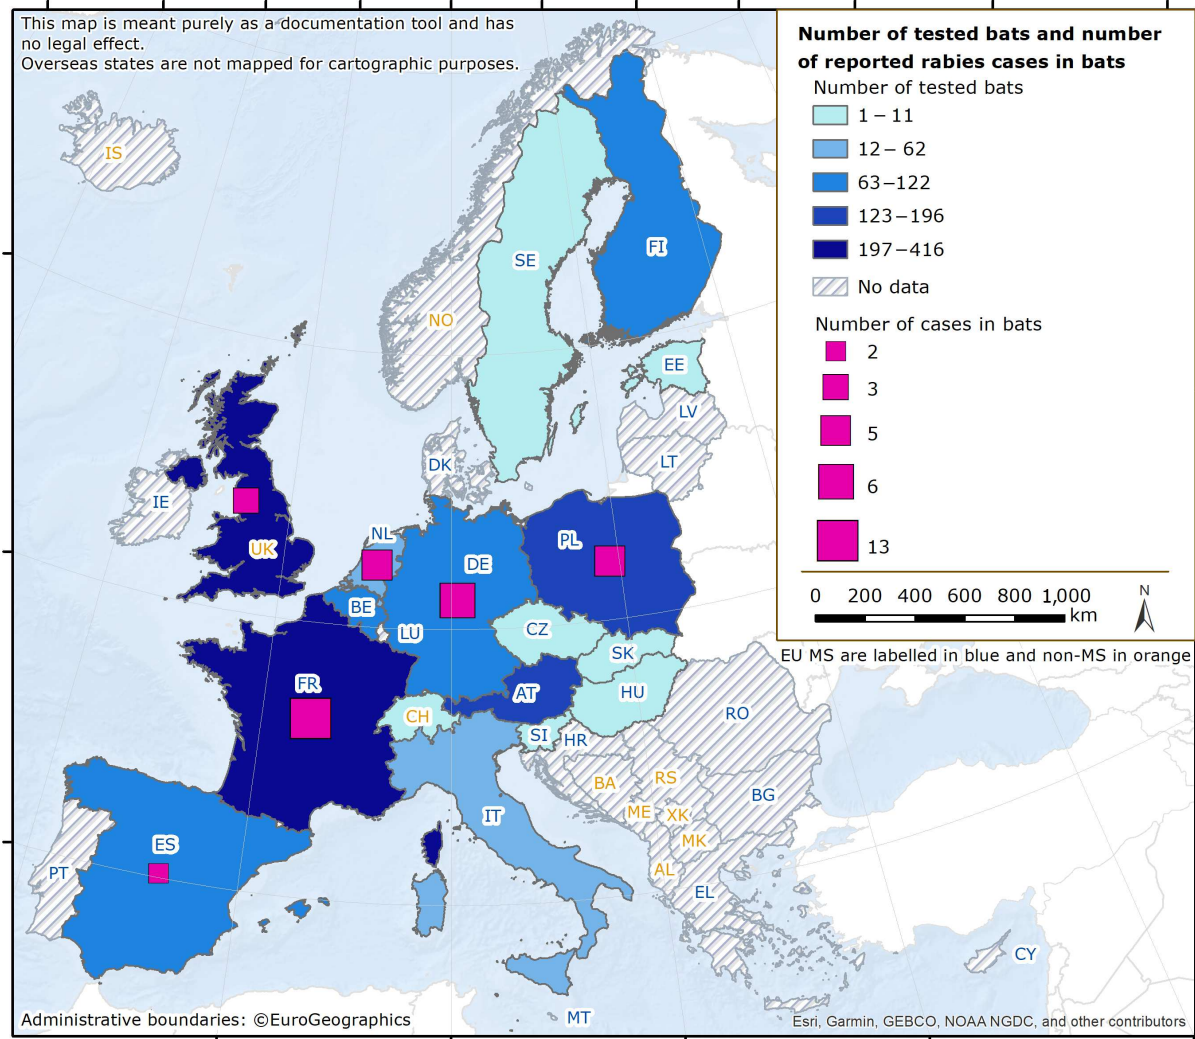 This map is meant purely as a documentation tool and has
no legal effect.
Overseas states are not mapped for cartographic purposes.
Number of tested bats and number
of reported rabies cases in bats
Number of tested bats
1 – 11
12 – 62
63–122
123–196
197–416
No data
Number of cases in bats
2
3
5
6
13
0 200 400 600 800 1,000
km
N
EU MS are labelled in blue and non-MS in orange
IS
SE
FI
NO
EE
LV
LT
DK
IE
UK
NL
PL
DE
BE
LU
CZ
SK
FR
AT
HU
CH
SI
HR
RO
BA
RS
BG
IT
ME
XK
MK
ES
AL
PT
EL
CY
MT
Administrative boundaries: ©EuroGeographics
Esri, Garmin, GEBCO, NOAA NGDC, and other contributors